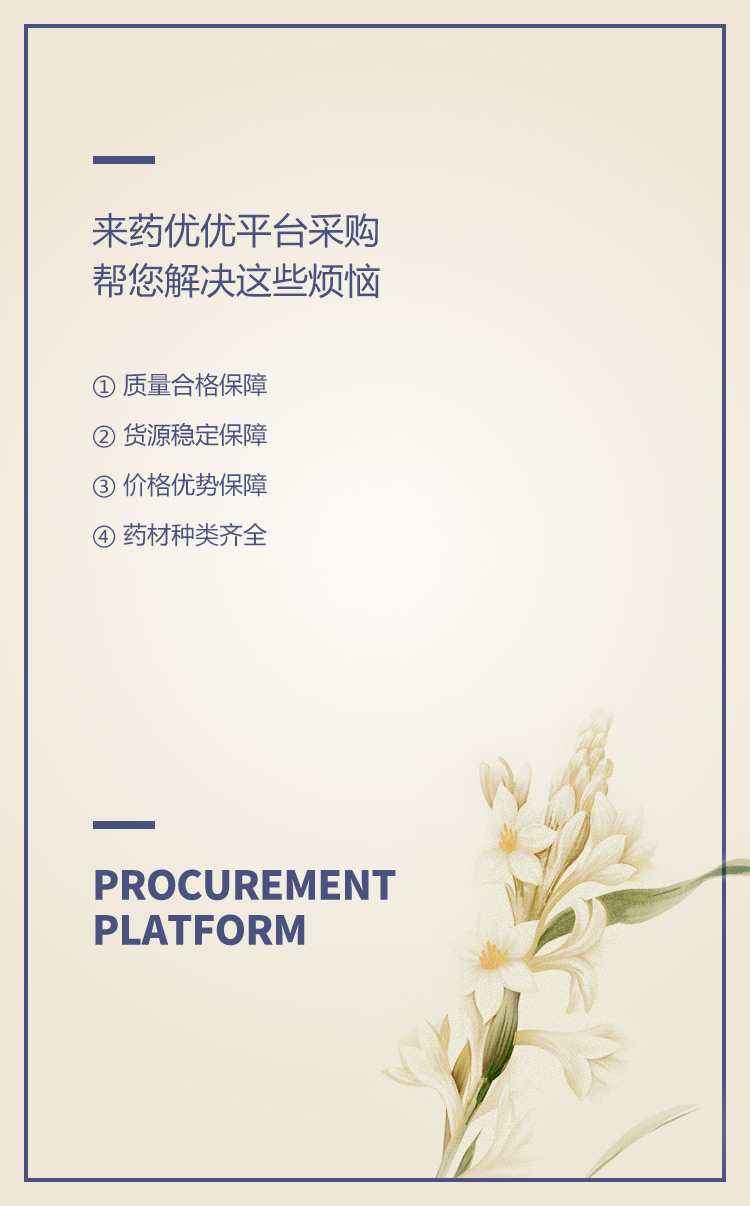 来药优优平台采购
帮您解决这些烦恼
① 质量合格保障
② 货源稳定保障
③ 价格优势保障
④ 药材种类齐全
PROCUREMENT
PLATFORM